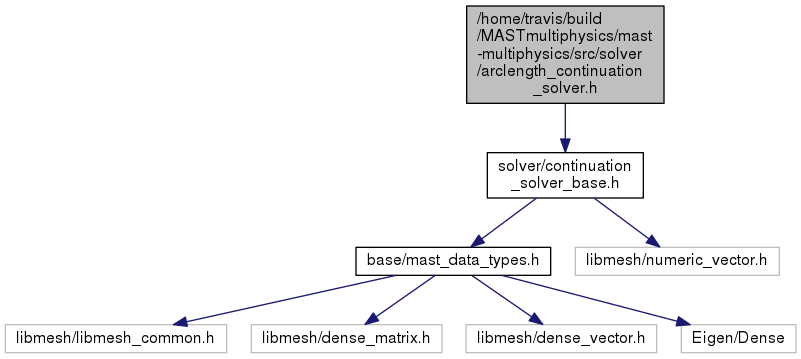 /home/travis/build
/MASTmultiphysics/mast
-multiphysics/src/solver
/arclength_continuation
_solver.h
solver/continuation
_solver_base.h
base/mast_data_types.h
libmesh/numeric_vector.h
libmesh/libmesh_common.h
libmesh/dense_matrix.h
libmesh/dense_vector.h
Eigen/Dense